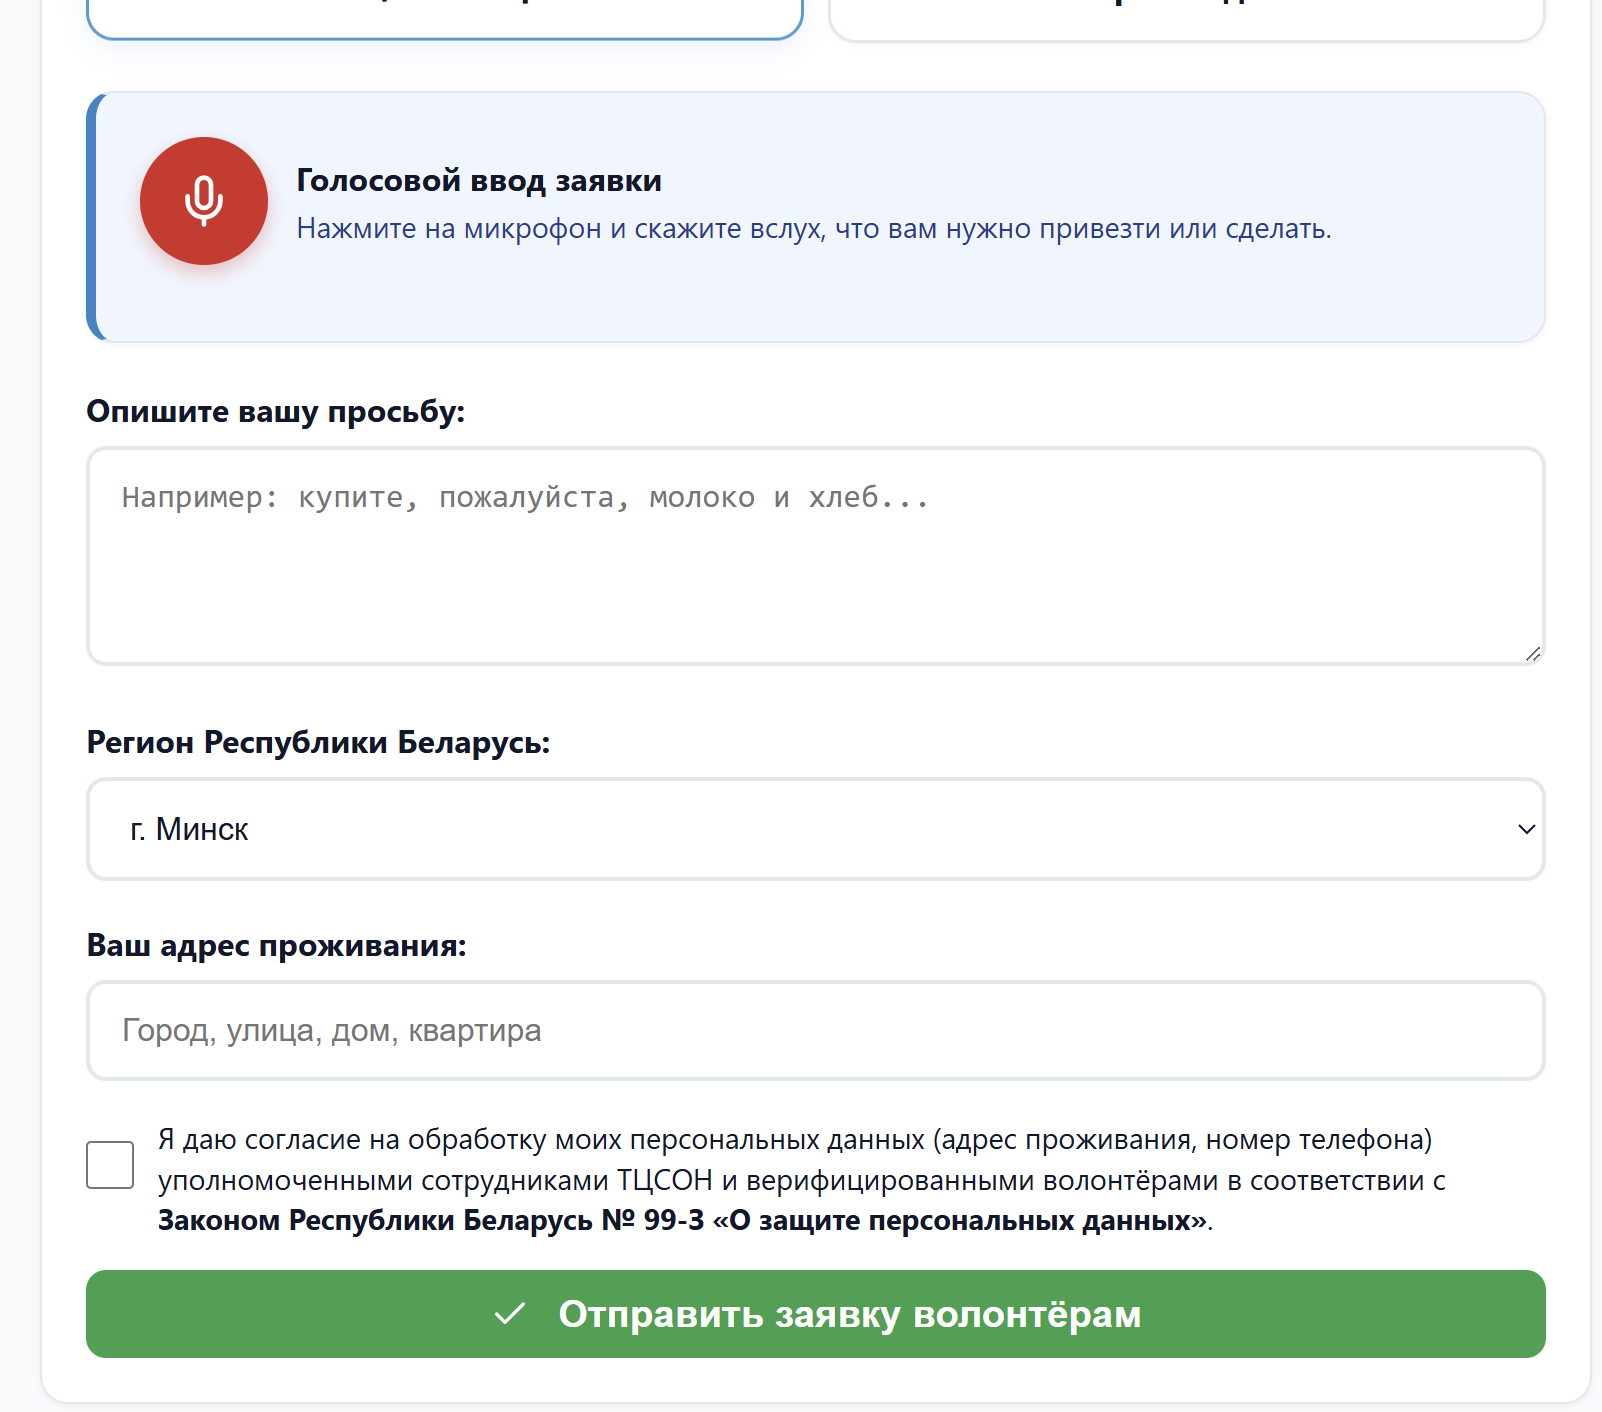 Голосовой ввод заявки
Нажмите на микрофон и скажите вслух, что вам нужно привезти или сделать.
Опишите вашу просьбу:
Например: купите, пожалуйста, молоко и хлеб...
Регион Республики Беларусь:
г. Минск
Ваш адрес проживания:
Город, улица, дом, квартира
Я даю согласие на обработку моих персональных данных (адрес проживания, номер телефона)
уполномоченными сотрудниками ТЦСОН и верифицированными волонтёрами в соответствии с
Законом Республики Беларусь № 99-З «О защите персональных данных».
Отправить заявку волонтёрам